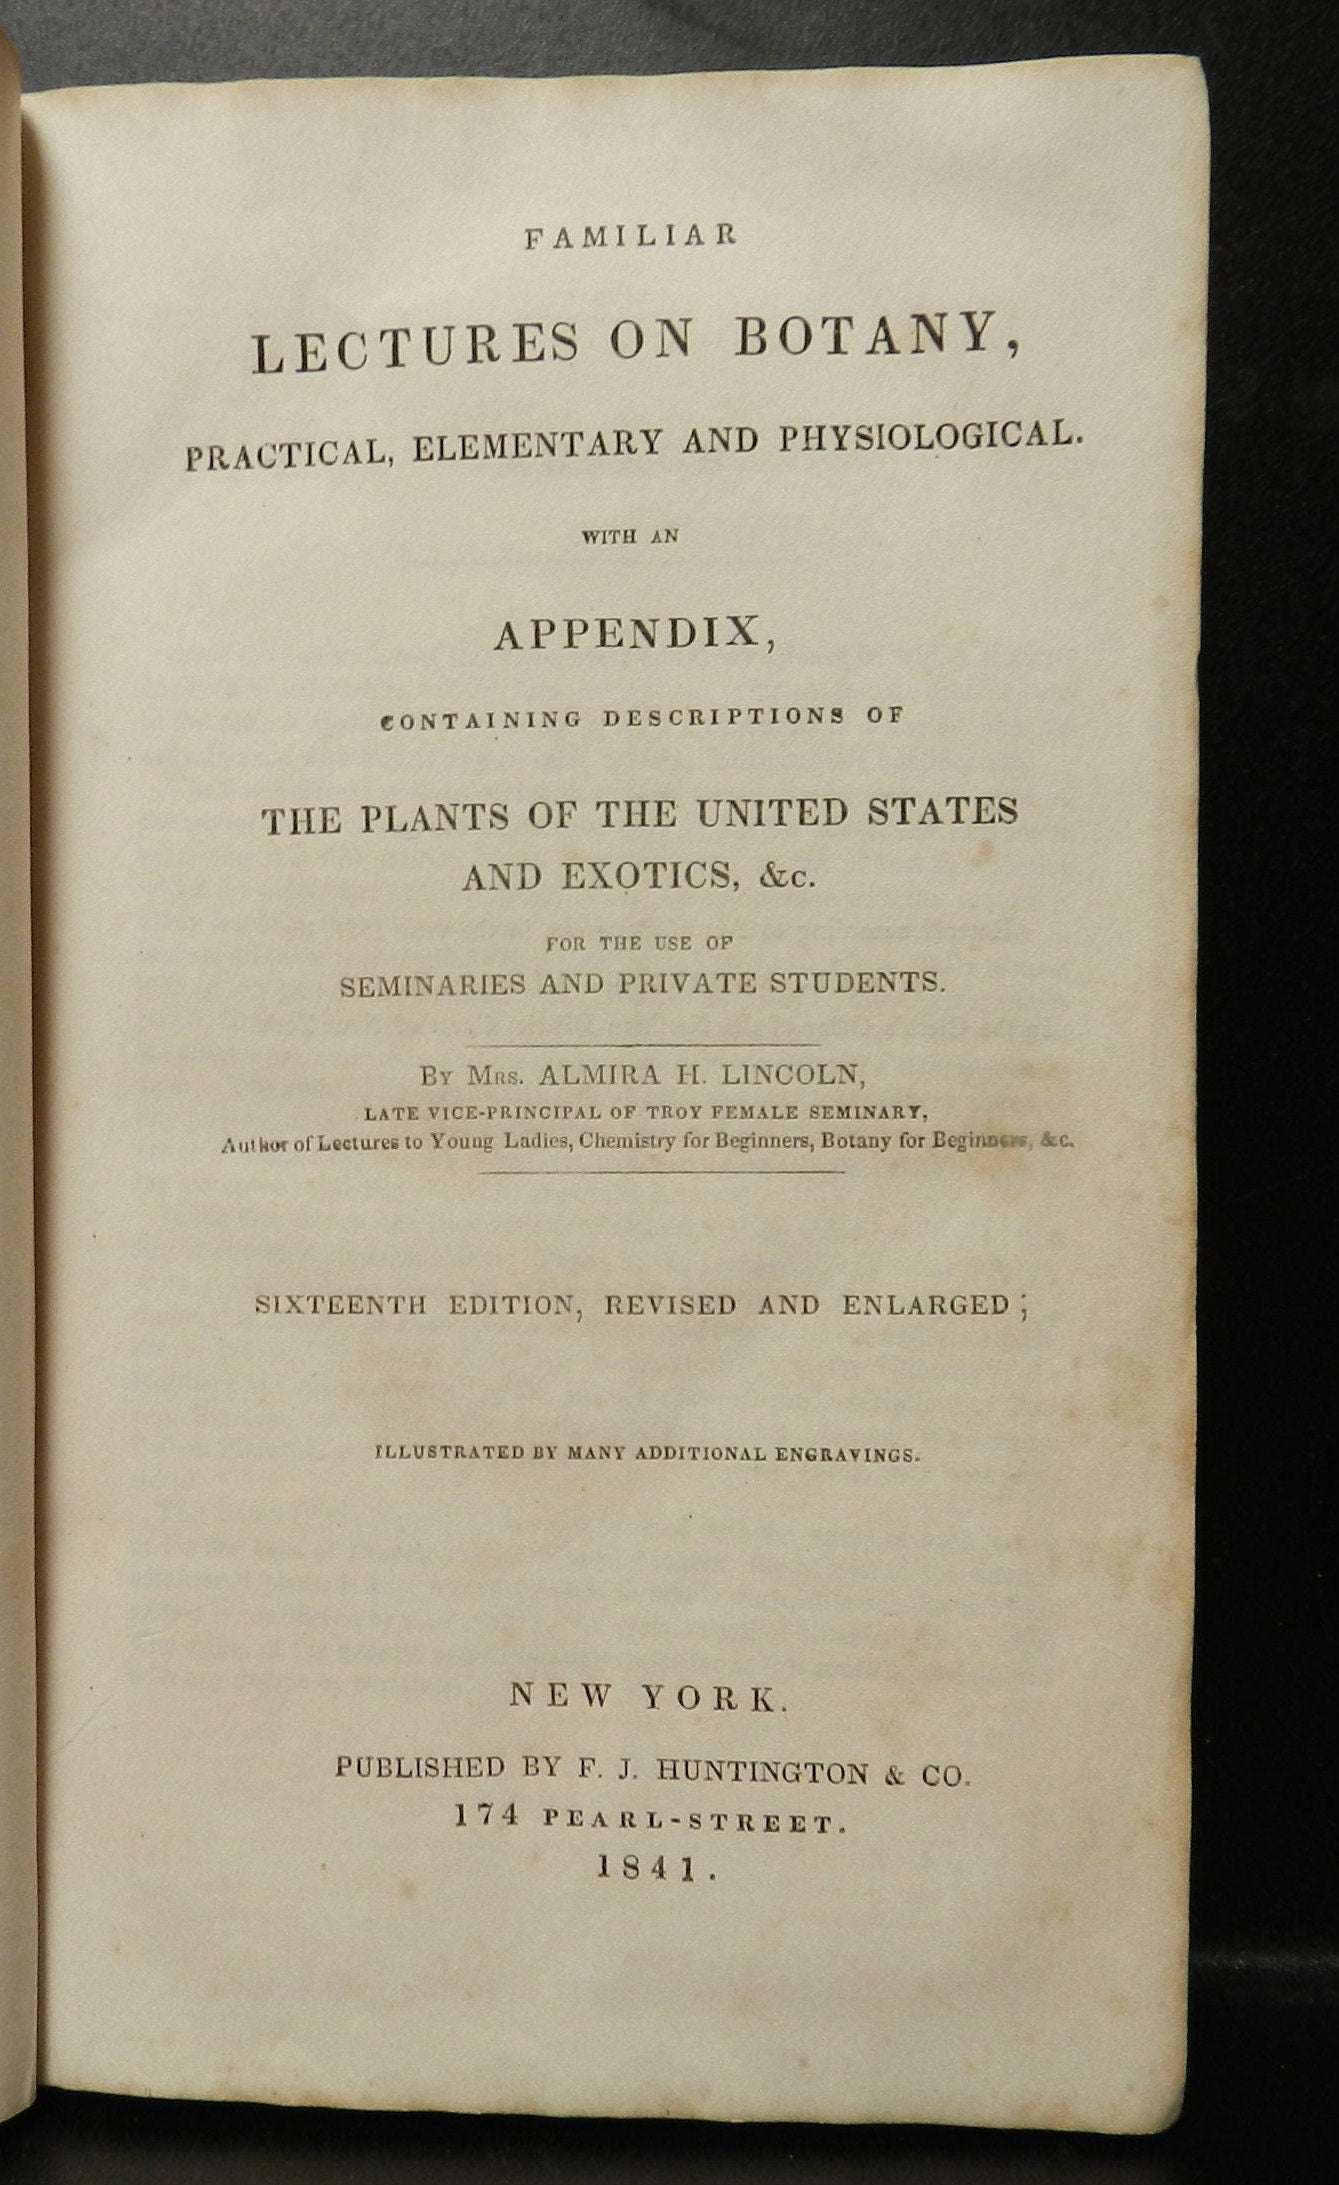 FAMILIAR
LECTURES ON BOTANY,
PRACTICAL, ELEMENTARY AND PHYSIOLOGICAL.
WITH AN
APPENDIX,
CONTAINING DESCRIPTIONS OF
THE PLANTS OF THE UNITED STATES
AND EXOTICS, &c.
FOR THE USE OF
SEMINARIES AND PRIVATE STUDENTS.
By Mrs. ALMIRA H. LINCOLN,
LATE VICE-PRINCIPAL OF TROY FEMALE SEMINARY,
Author of Lectures to Young Ladies, Chemistry for Beginners, Botany for Beginners, &c.
SIXTEENTH EDITION, REVISED AND ENLARGED;
ILLUSTRATED BY MANY ADDITIONAL ENGRAVINGS.
NEW YORK.
PUBLISHED BY F. J. HUNTINGTON & CO.
174 PEARL-STREET.
1841.